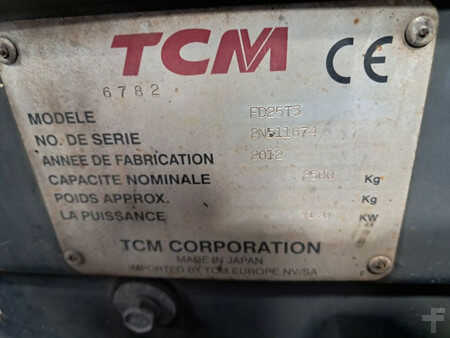 TCM CE
6782
MODELE FD25T3
NO. DE SERIE
ANNEE DE FABRICATION 2012
CAPACITE NOMINALE 2500 Kg
POIDS APPROX. Kg
LA PUISSANCE KW
TCM CORPORATION
MADE IN JAPAN
IMPORTED BY TCM EUROPE NV/SA